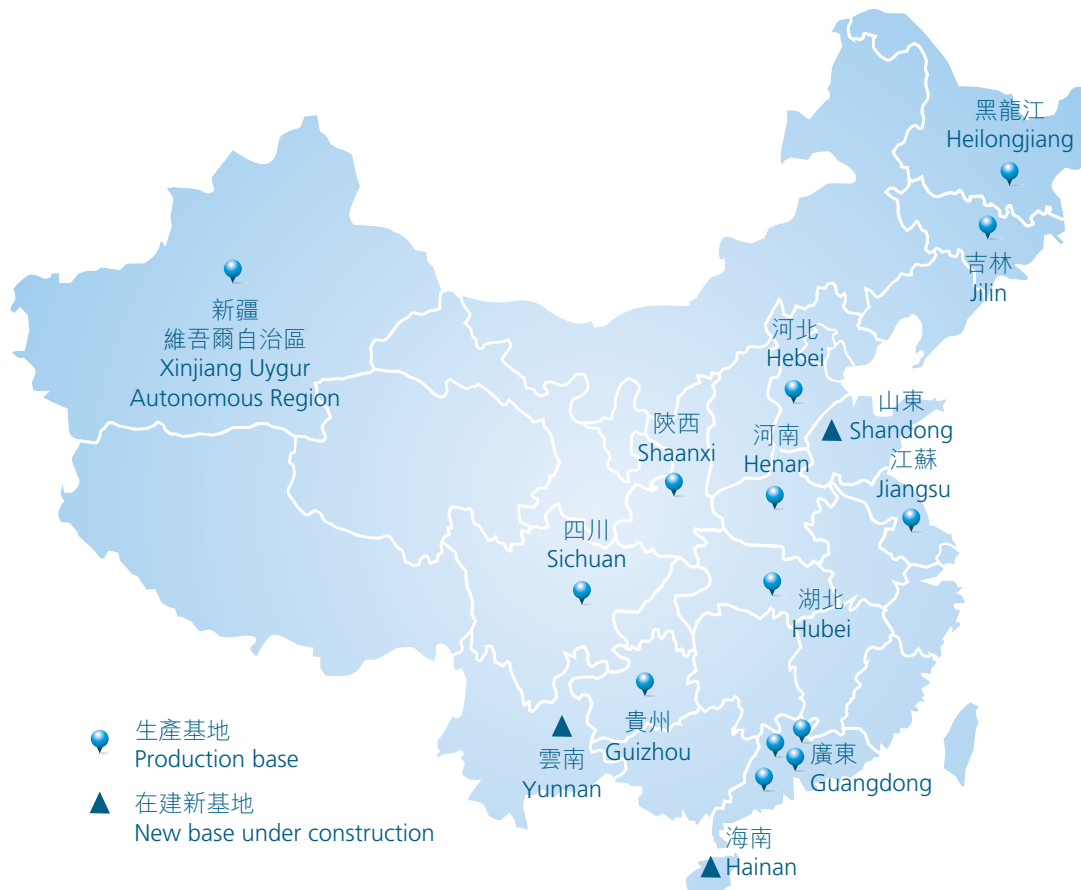 黑龍江
Heilongjiang
吉林
Jilin
新疆
維吾爾自治區
Xinjiang Uygur
Autonomous Region
河北
Hebei
山東
Shandong
陝西
Shaanxi
河南
Henan
江蘇
Jiangsu
四川
Sichuan
湖北
Hubei
貴州
Guizhou
雲南
Yunnan
廣東
Guangdong
海南
Hainan
生產基地
Production base
在建新基地
New base under construction